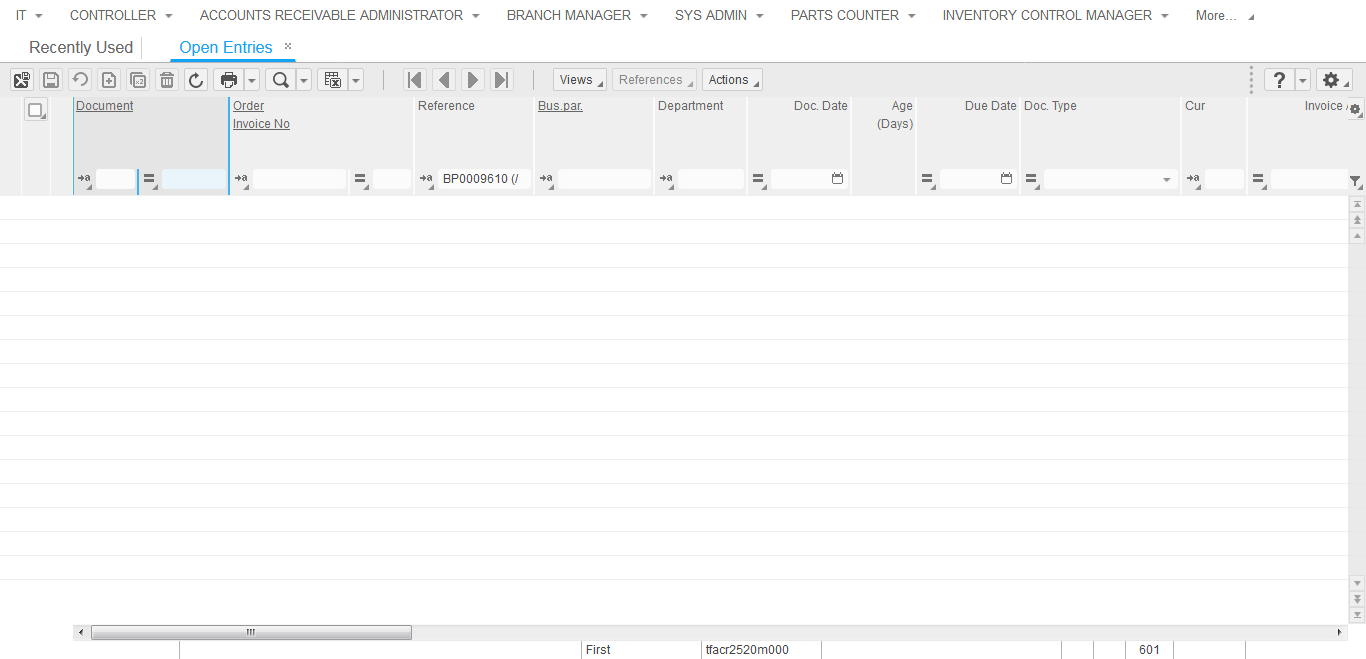 IT CONTROLLER ACCOUNTS RECEIVABLE ADMINISTRATOR BRANCH MANAGER SYS ADMIN PARTS COUNTER INVENTORY CONTROL MANAGER More...
Recently Used Open Entries
Views References Actions ?
Document Order Reference Bus.par. Department Doc. Date Age Due Date Doc. Type Cur Invoice
Invoice No (Days)
BP0009610 (/
First tfacr2520m000 601